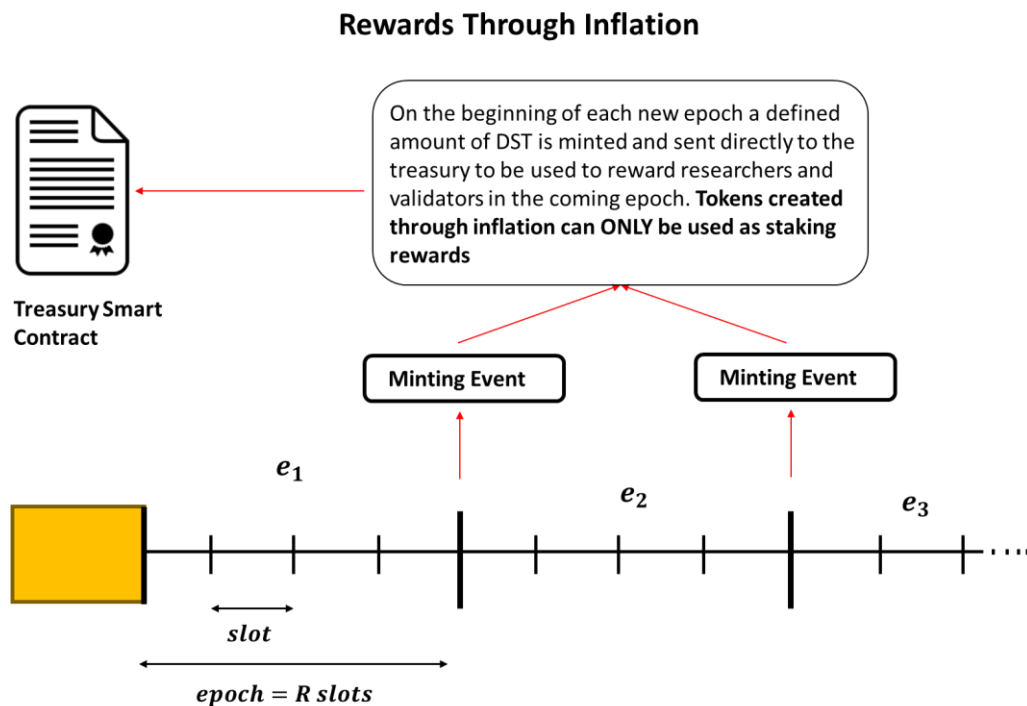 Rewards Through Inflation
On the beginning of each new epoch a defined
amount of DST is minted and sent directly to the
treasury to be used to reward researchers and
validators in the coming epoch. Tokens created
through inflation can ONLY be used as staking
rewards
Treasury Smart
Contract
Minting Event
Minting Event
e₁
e₂
e₃
slot
epoch = R slots